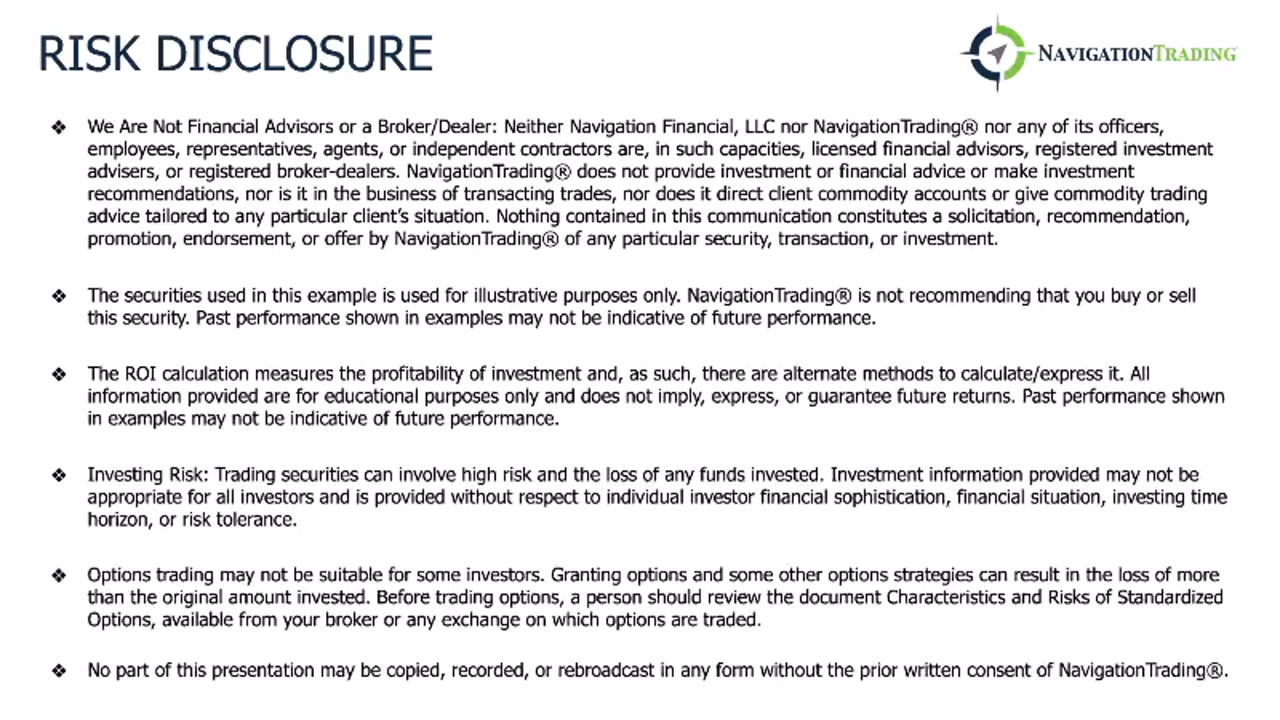 RISK DISCLOSURE
NAVIGATIONTRADING
❖ We Are Not Financial Advisors or a Broker/Dealer: Neither Navigation Financial, LLC nor NavigationTrading® nor any of its officers,
employees, representatives, agents, or independent contractors are, in such capacities, licensed financial advisors, registered investment
advisers, or registered broker-dealers. NavigationTrading® does not provide investment or financial advice or make investment
recommendations, nor is it in the business of transacting trades, nor does it direct client commodity accounts or give commodity trading
advice tailored to any particular client's situation. Nothing contained in this communication constitutes a solicitation, recommendation,
promotion, endorsement, or offer by NavigationTrading® of any particular security, transaction, or investment.
❖ The securities used in this example is used for illustrative purposes only. NavigationTrading® is not recommending that you buy or sell
this security. Past performance shown in examples may not be indicative of future performance.
❖ The ROI calculation measures the profitability of investment and, as such, there are alternate methods to calculate/express it. All
information provided are for educational purposes only and does not imply, express, or guarantee future returns. Past performance shown
in examples may not be indicative of future performance.
❖ Investing Risk: Trading securities can involve high risk and the loss of any funds invested. Investment information provided may not be
appropriate for all investors and is provided without respect to individual investor financial sophistication, financial situation, investing time
horizon, or risk tolerance.
❖ Options trading may not be suitable for some investors. Granting options and some other options strategies can result in the loss of more
than the original amount invested. Before trading options, a person should review the document Characteristics and Risks of Standardized
Options, available from your broker or any exchange on which options are traded.
❖ No part of this presentation may be copied, recorded, or rebroadcast in any form without the prior written consent of NavigationTrading®.